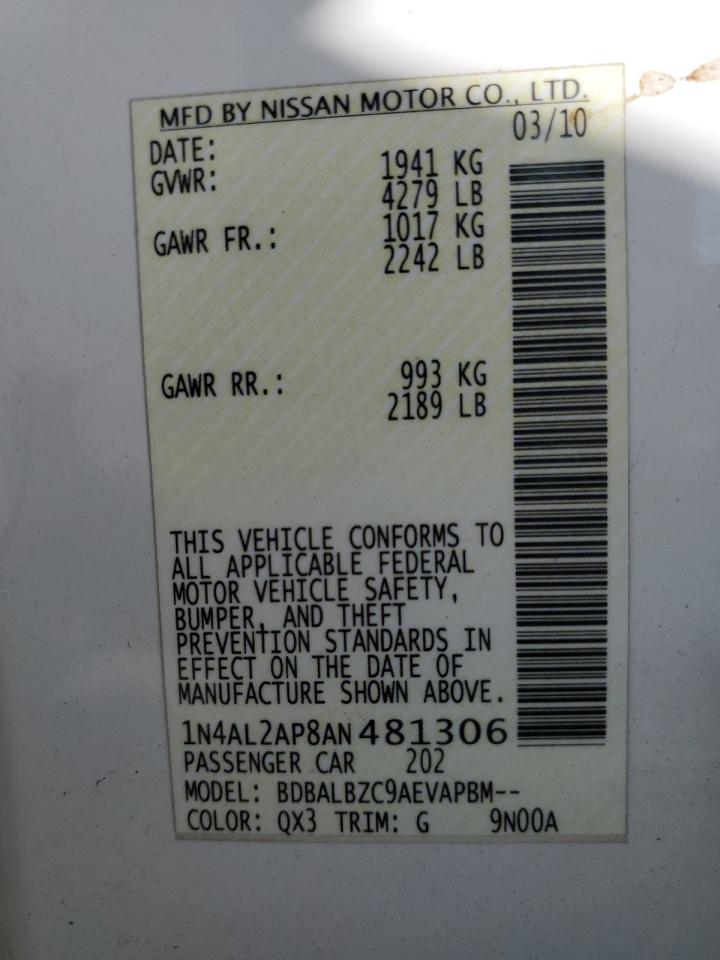 MFD BY NISSAN MOTOR CO., LTD.
DATE: 03/10
GVWR: 1941 KG
4279 LB
GAWR FR.: 1017 KG
2242 LB
GAWR RR.: 993 KG
2189 LB
THIS VEHICLE CONFORMS TO
ALL APPLICABLE FEDERAL
MOTOR VEHICLE SAFETY,
BUMPER, AND THEFT
PREVENTION STANDARDS IN
EFFECT ON THE DATE OF
MANUFACTURE SHOWN ABOVE.
1N4AL2AP8AN481306
PASSENGER CAR 202
MODEL: BDBALBZC9AEVAPBM--
COLOR: QX3 TRIM: G 9N00A